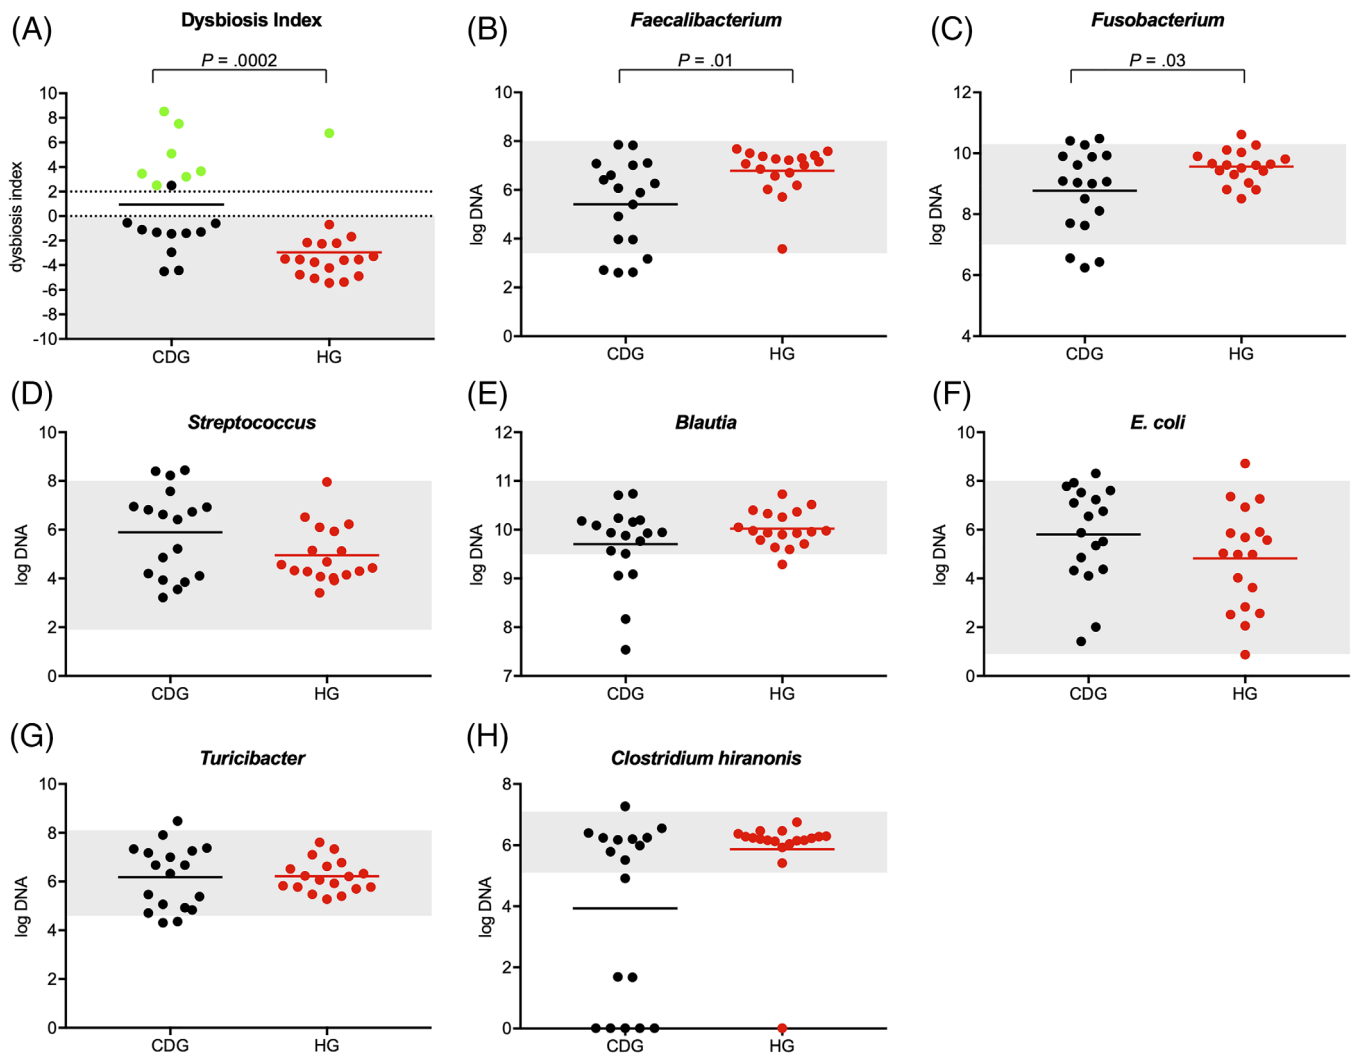 (A) Dysbiosis Index
P = .0002
dysbiosis index
10
8
6
4
2
0
-2
-4
-6
-8
-10
CDG HG
(B) Faecalibacterium
P = .01
log DNA
10
8
6
4
2
0
CDG HG
(C) Fusobacterium
P = .03
log DNA
12
10
8
6
4
CDG HG
(D) Streptococcus
log DNA
10
8
6
4
2
0
CDG HG
(E) Blautia
log DNA
12
11
10
9
8
7
CDG HG
(F) E. coli
log DNA
10
8
6
4
2
0
CDG HG
(G) Turicibacter
log DNA
10
8
6
4
2
0
CDG HG
(H) Clostridium hiranonis
log DNA
8
6
4
2
0
CDG HG